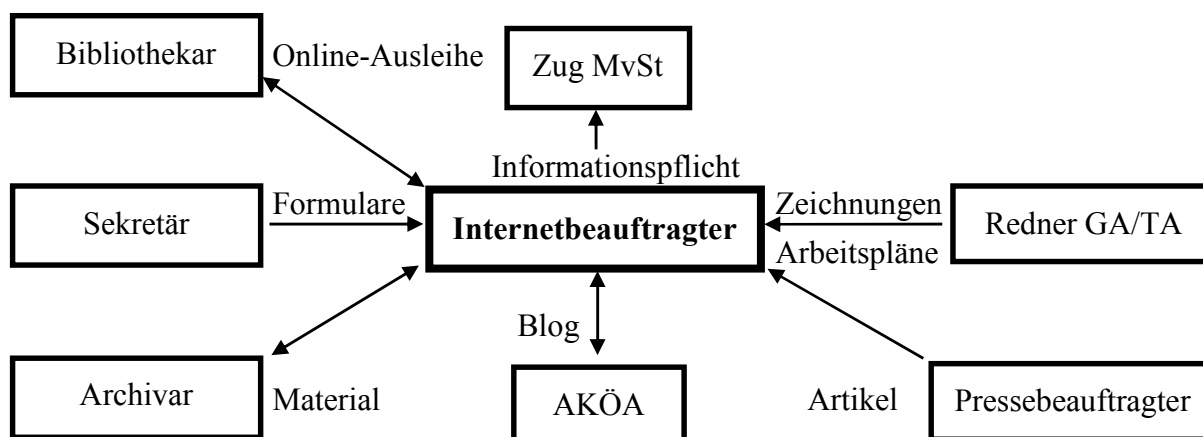 Bibliothekar
Online-Ausleihe
Zug MvSt
Informationspflicht
Sekretär
Formulare
Internetbeauftragter
Zeichnungen
Arbeitspläne
Redner GA/TA
Blog
Archivar
Material
AKÖA
Artikel
Pressebeauftragter